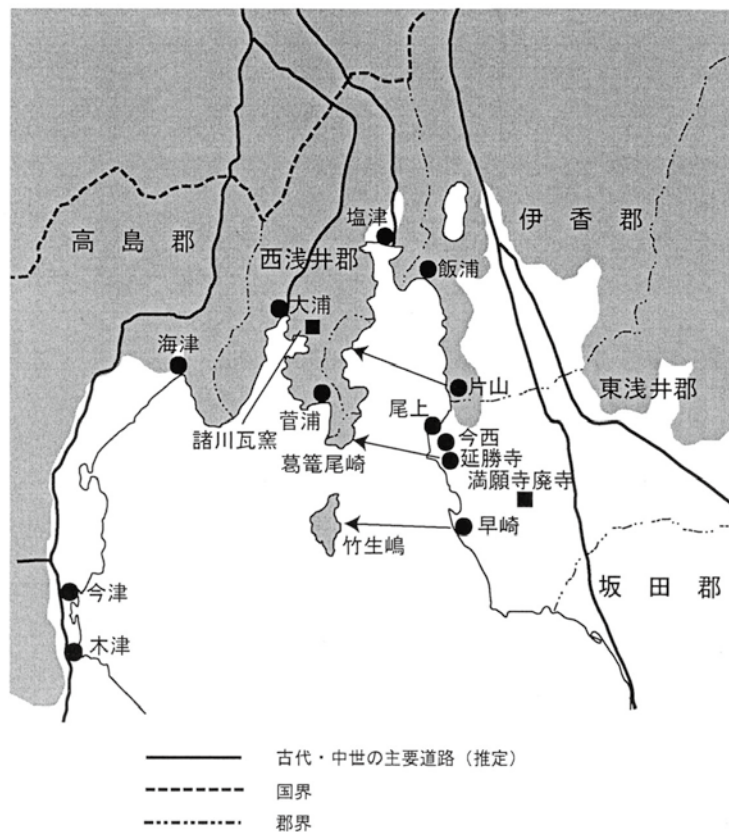 塩津
伊香郡
高島郡
西浅井郡
飯浦
大浦
海津
片山
東浅井郡
菅浦
尾上
今西
諸川瓦窯
延勝寺
葛篭尾崎
満願寺廃寺
早崎
竹生嶋
坂田郡
今津
木津
古代・中世の主要道路（推定）
国界
郡界